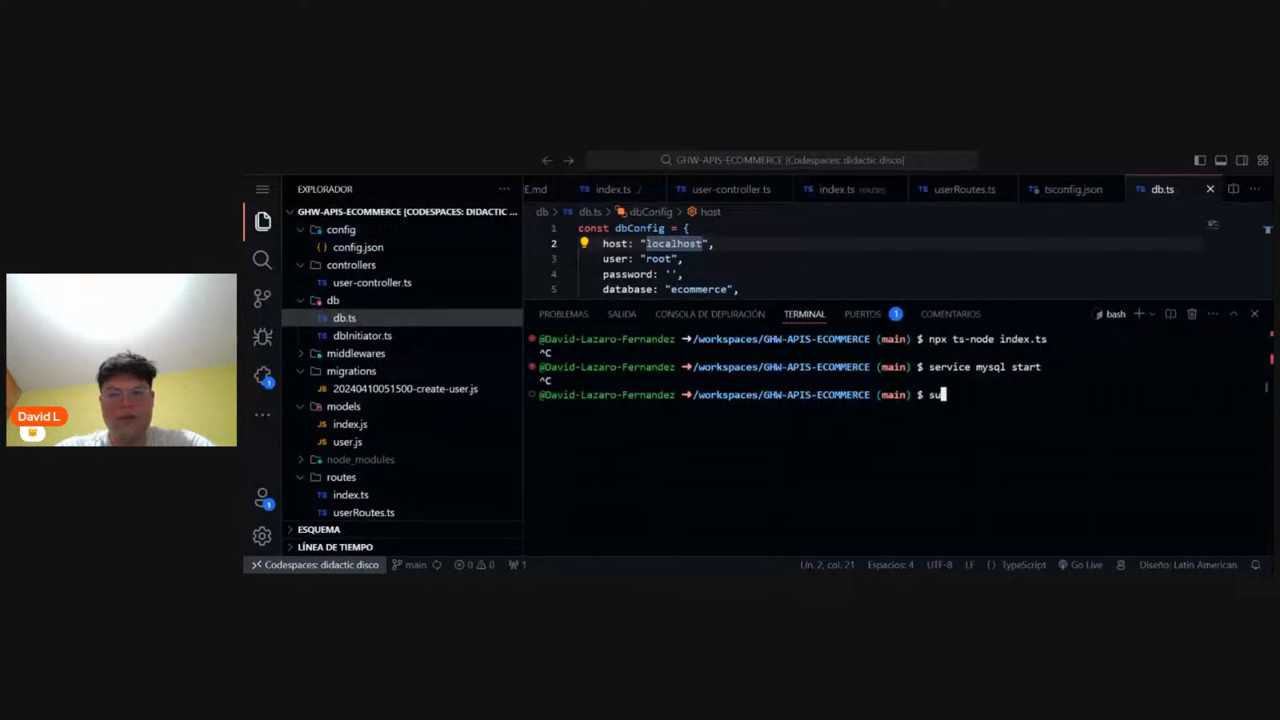 GHW-APIS-ECOMMERCE [Codespaces: didactic disco]
EXPLORADOR
GHW-APIS-ECOMMERCE [CODESPACES: DIDACTIC ...
config
config.json
controllers
user-controller.ts
db
db.ts
dbInitiator.ts
middlewares
migrations
20240410051500-create-user.js
models
index.js
user.js
node_modules
routes
index.ts
userRoutes.ts
ESQUEMA
LÍNEA DE TIEMPO
E.md
index.ts ./
user-controller.ts
index.ts routes
userRoutes.ts
tsconfig.json
db.ts
db > db.ts > dbConfig > host
1 const dbConfig = {
2 host: "localhost",
3 user: "root",
4 password: '',
5 database: "ecommerce",
PROBLEMAS SALIDA CONSOLA DE DEPURACIÓN TERMINAL PUERTOS 1 COMENTARIOS
bash
@David-Lazaro-Fernandez →/workspaces/GHW-APIS-ECOMMERCE (main) $ npx ts-node index.ts
^C
@David-Lazaro-Fernandez →/workspaces/GHW-APIS-ECOMMERCE (main) $ service mysql start
^C
@David-Lazaro-Fernandez →/workspaces/GHW-APIS-ECOMMERCE (main) $ su
David L
Codespaces: didactic disco main 0 0 1
Lín. 2, col. 21 Espacios: 4 UTF-8 LF {} TypeScript Go Live Diseño: Latin American